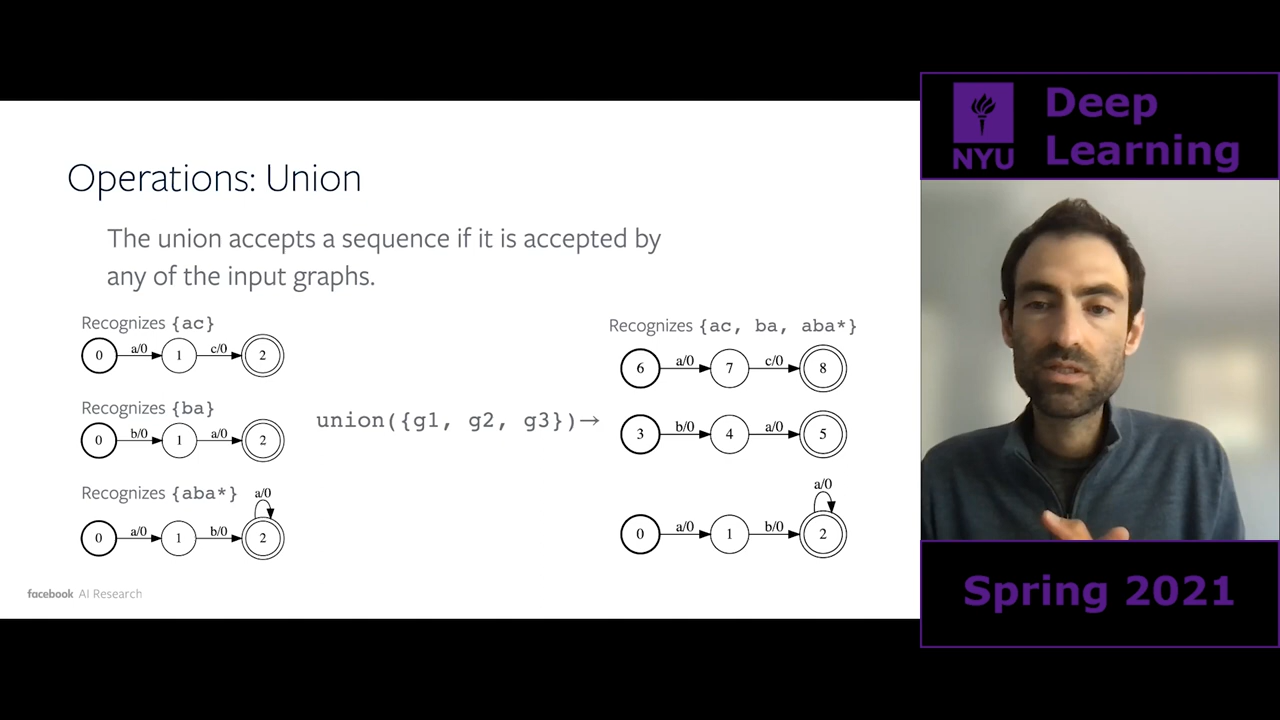 Operations: Union
The union accepts a sequence if it is accepted by
any of the input graphs.
Recognizes {ac}
0 a/0 1 c/0 2
Recognizes {ba}
0 b/0 1 a/0 2
Recognizes {aba*}
a/0
0 a/0 1 b/0 2
union({g1, g2, g3})→
Recognizes {ac, ba, aba*}
6 a/0 7 c/0 8
3 b/0 4 a/0 5
a/0
0 a/0 1 b/0 2
facebook AI Research
NYU
Deep
Learning
Spring 2021